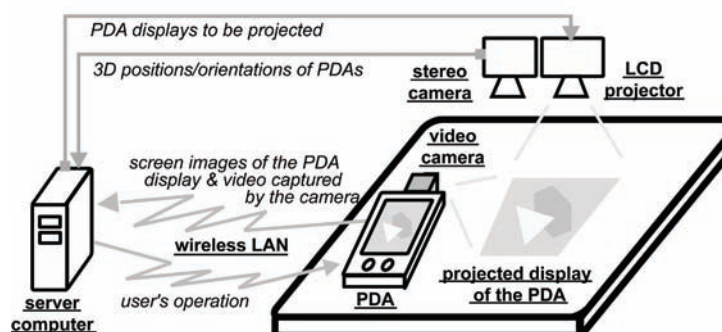 PDA displays to be projected
3D positions/orientations of PDAs
stereo
camera
LCD
projector
video
camera
screen images of the PDA
display & video captured
by the camera
wireless LAN
user's operation
server
computer
PDA
projected display
of the PDA